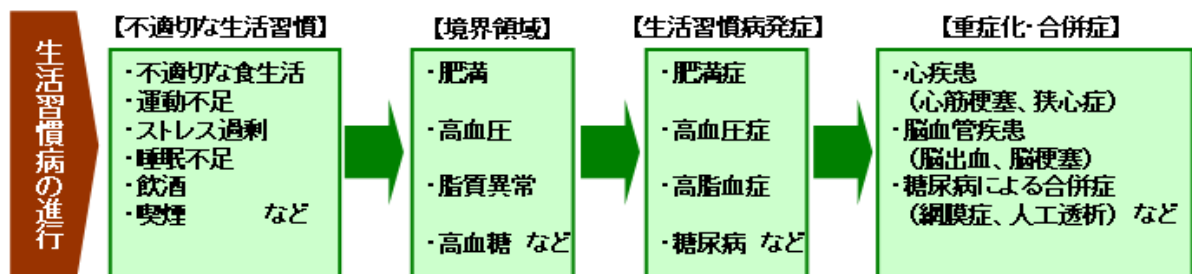 生活習慣病の進行
【不適切な生活習慣】
・不適切な食生活
・運動不足
・ストレス過剰
・睡眠不足
・飲酒
・喫煙 など
【境界領域】
・肥満
・高血圧
・脂質異常
・高血糖 など
【生活習慣病発症】
・肥満症
・高血圧症
・高脂血症
・糖尿病 など
【重症化・合併症】
・心疾患
（心筋梗塞、狭心症）
・脳血管疾患
（脳出血、脳梗塞）
・糖尿病による合併症
（網膜症、人工透析） など